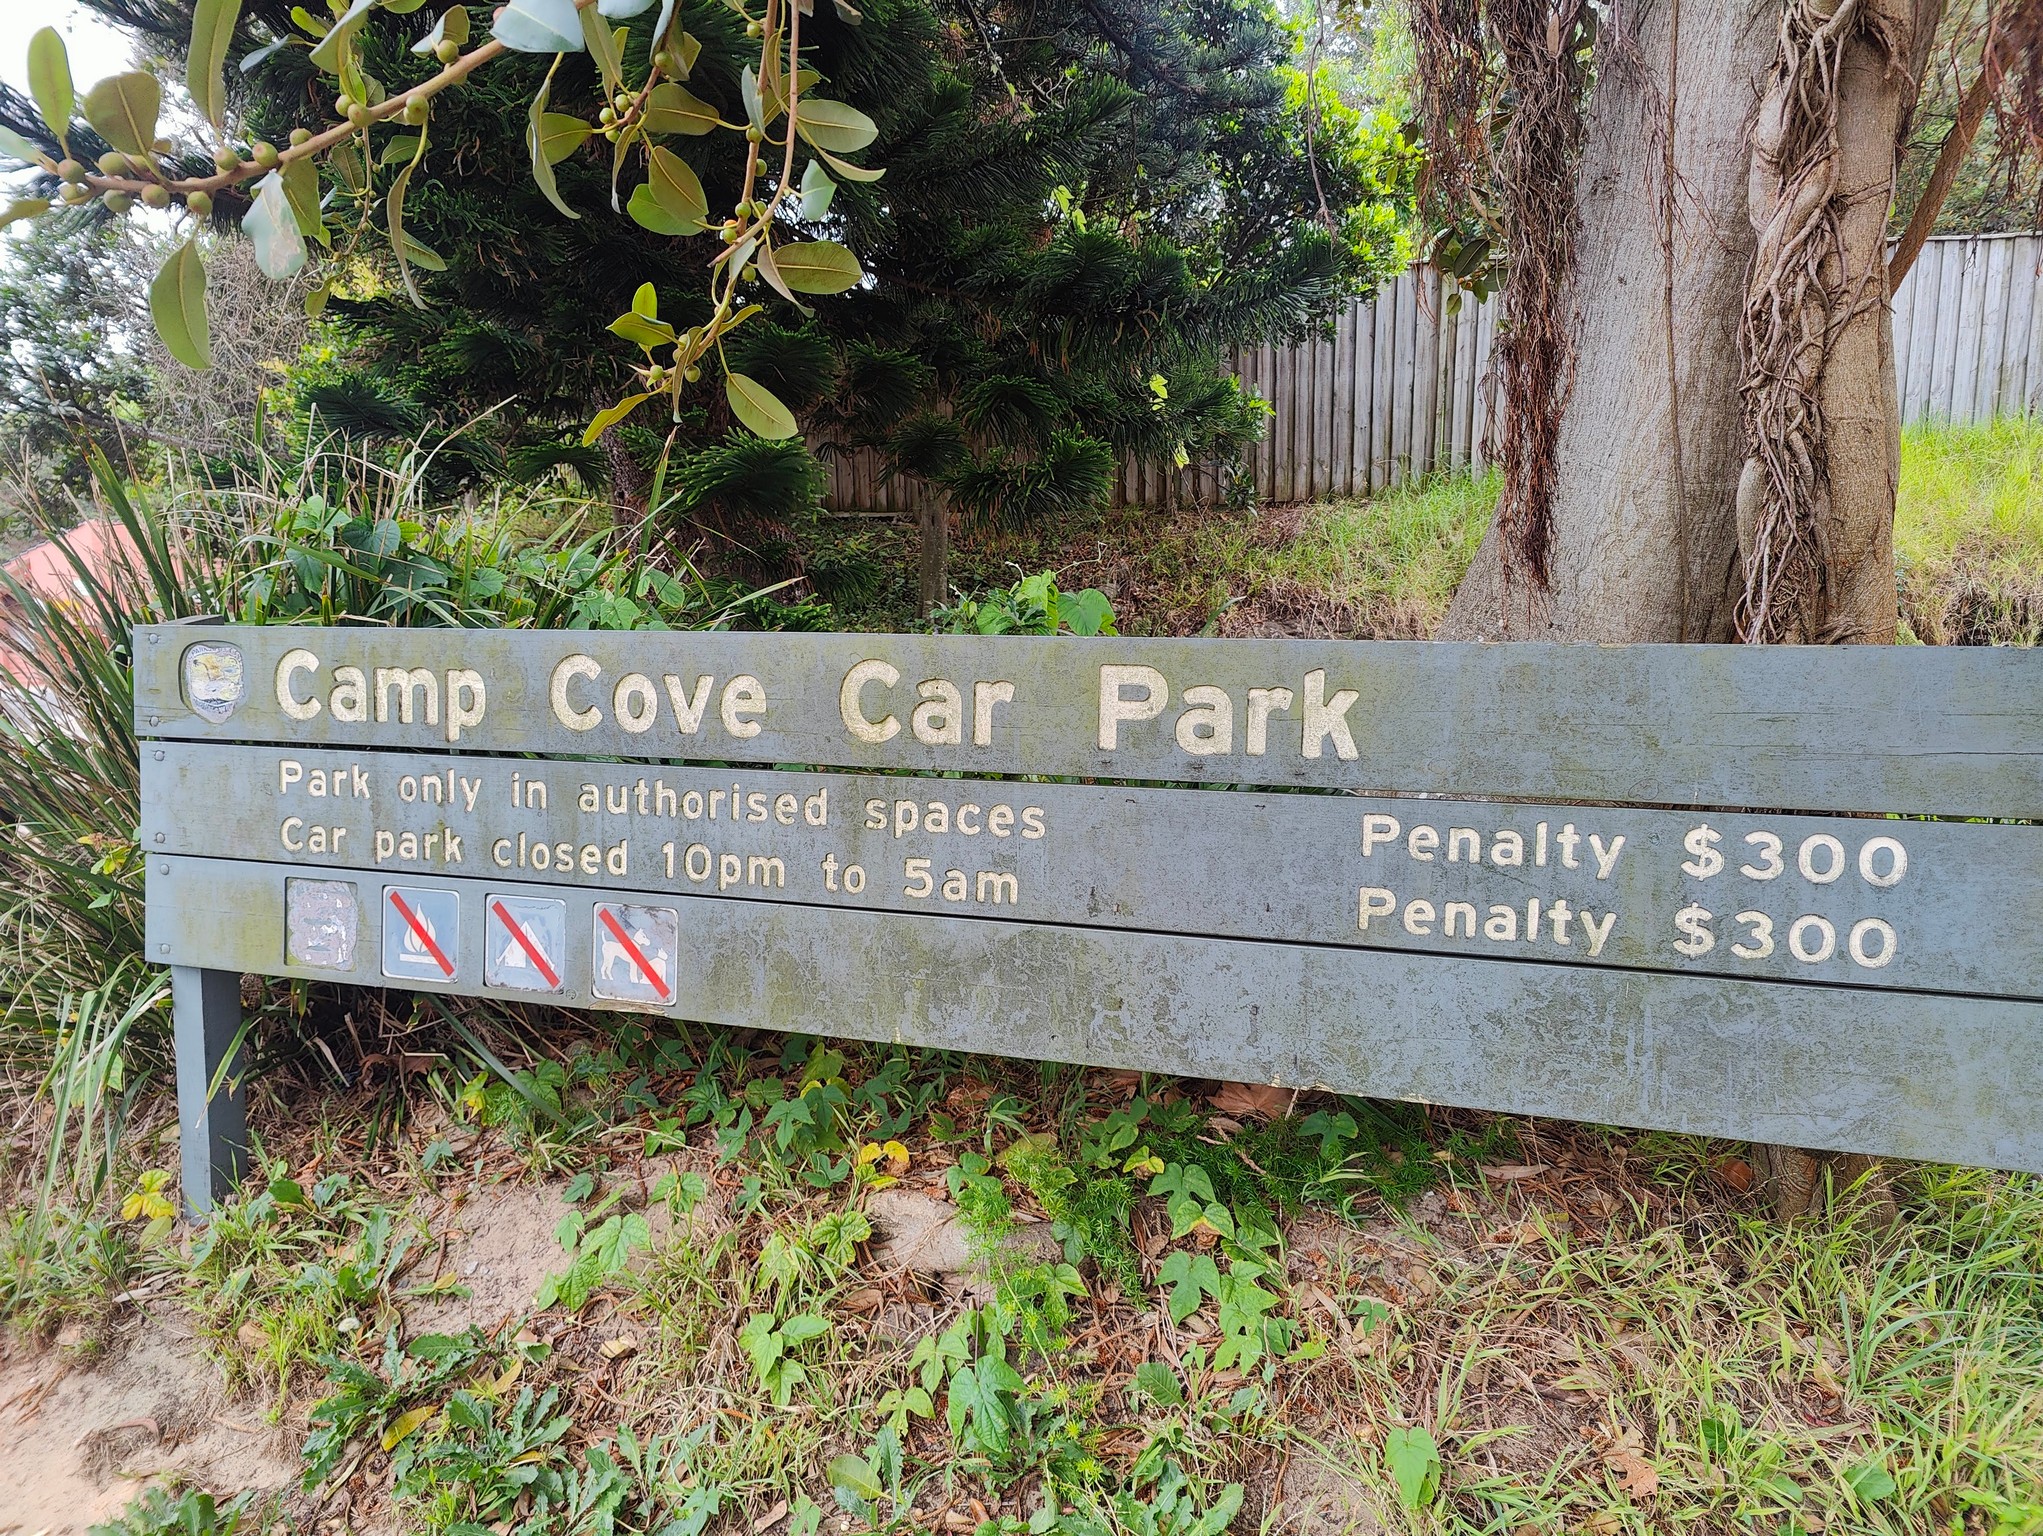 Camp Cove Car Park
Park only in authorised spaces Penalty $300
Car park closed 10pm to 5am Penalty $300